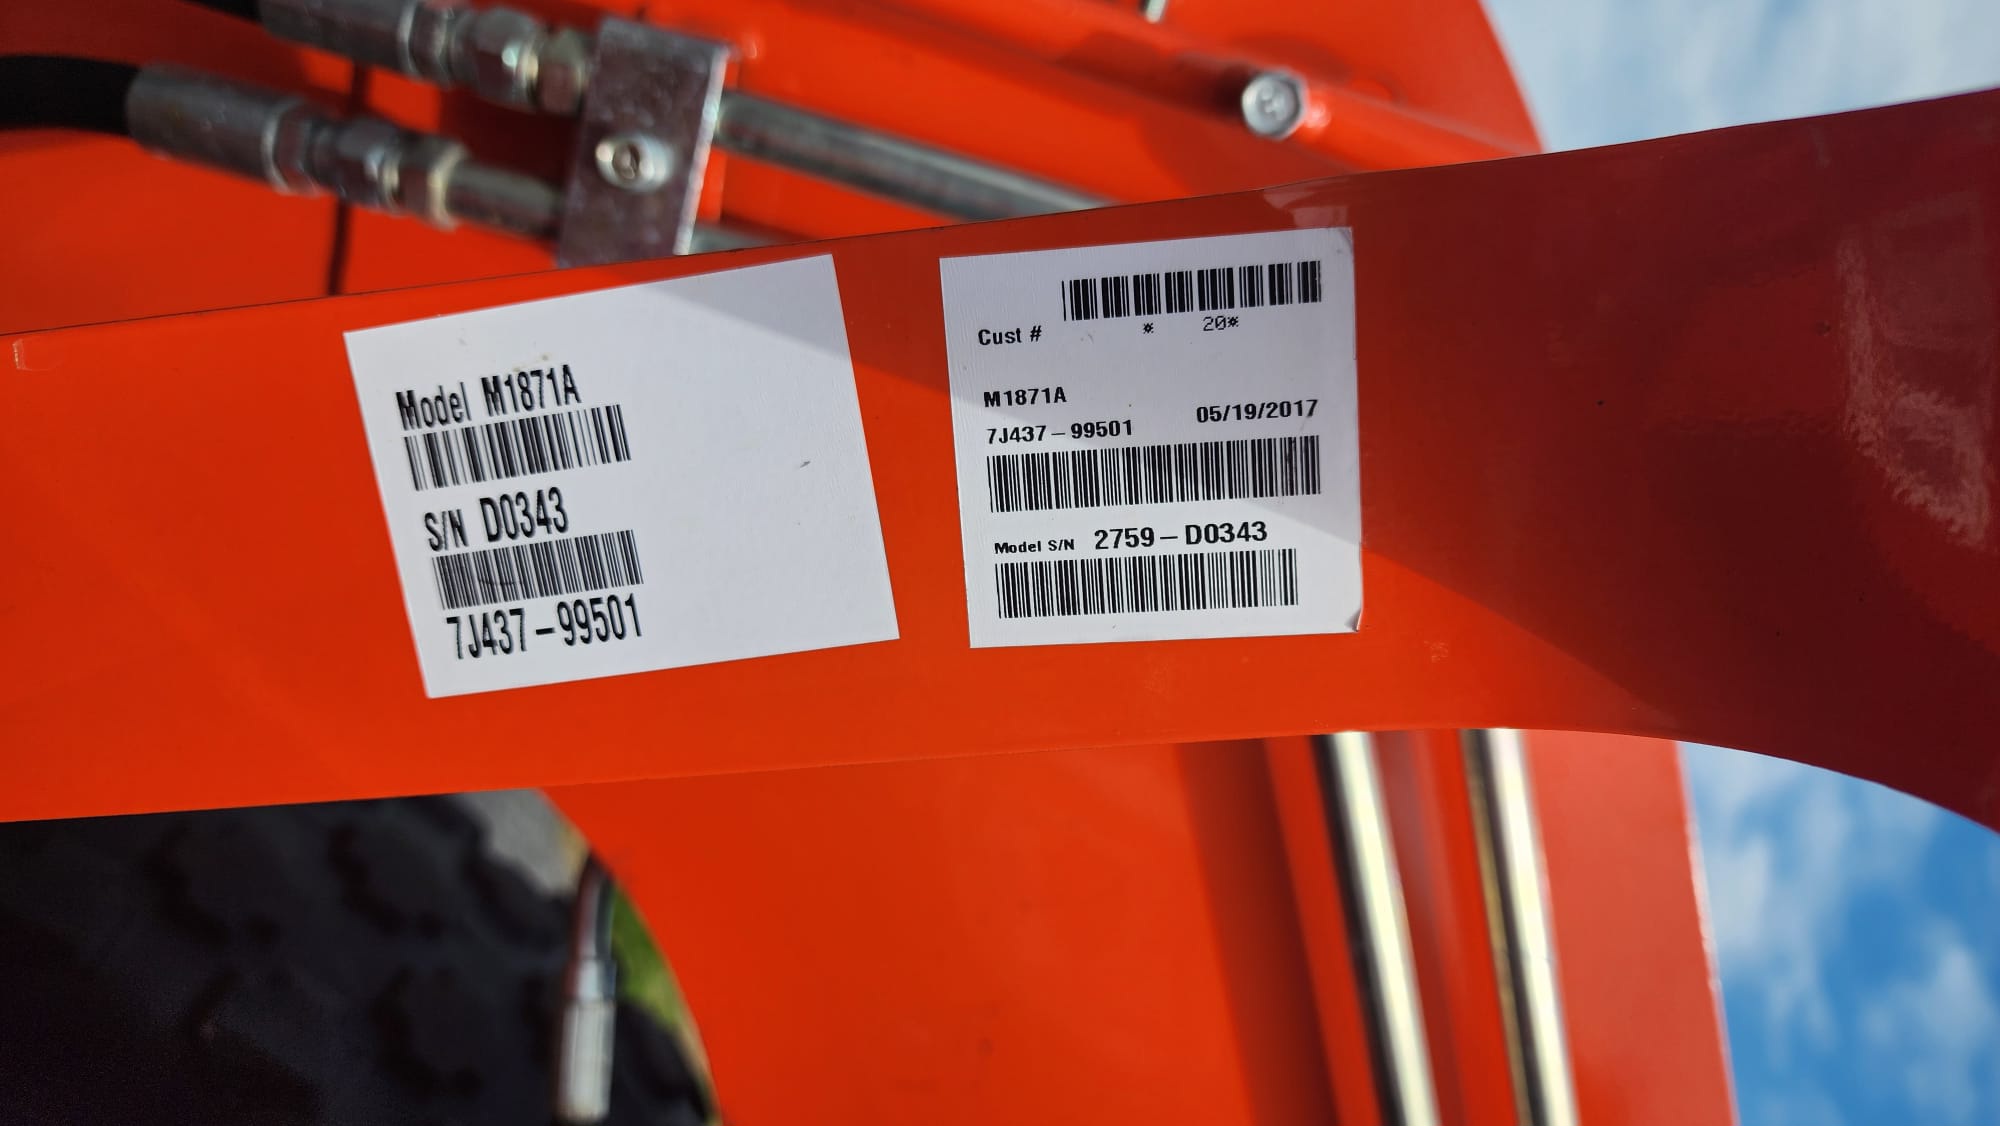 Model M1871A
S/N D0343
7J437-99501
Cust #
* 20*
M1871A
7J437-99501 05/19/2017
Model S/N 2759-D0343